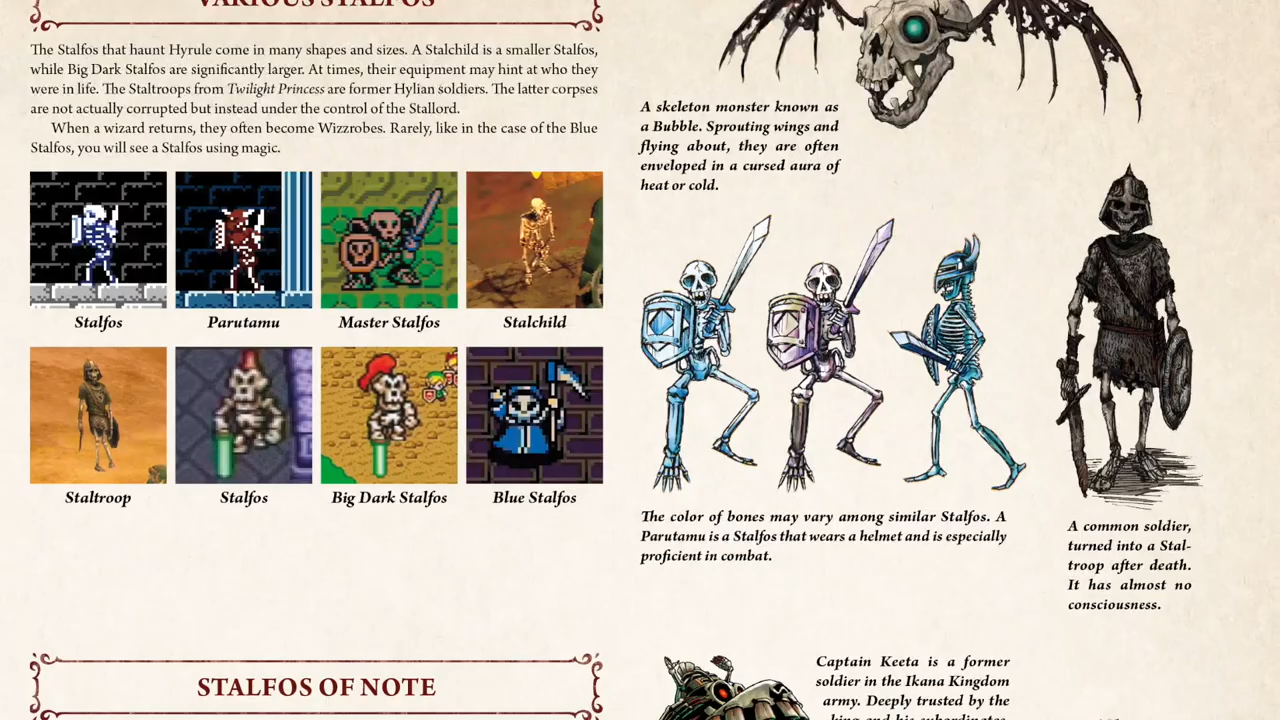 VARIOUS STALFOS
The Stalfos that haunt Hyrule come in many shapes and sizes. A Stalchild is a smaller Stalfos,
while Big Dark Stalfos are significantly larger. At times, their equipment may hint at who they
were in life. The Staltroops from Twilight Princess are former Hylian soldiers. The latter corpses
are not actually corrupted but instead under the control of the Stallord.
When a wizard returns, they often become Wizzrobes. Rarely, like in the case of the Blue
Stalfos, you will see a Stalfos using magic.
Stalfos
Parutamu
Master Stalfos
Stalchild
Staltroop
Stalfos
Big Dark Stalfos
Blue Stalfos
STALFOS OF NOTE
A skeleton monster known as
a Bubble. Sprouting wings and
flying about, they are often
enveloped in a cursed aura of
heat or cold.
The color of bones may vary among similar Stalfos. A
Parutamu is a Stalfos that wears a helmet and is especially
proficient in combat.
A common soldier,
turned into a Stal-
troop after death.
It has almost no
consciousness.
Captain Keeta is a former
soldier in the Ikana Kingdom
army. Deeply trusted by the
king and his subordinates,